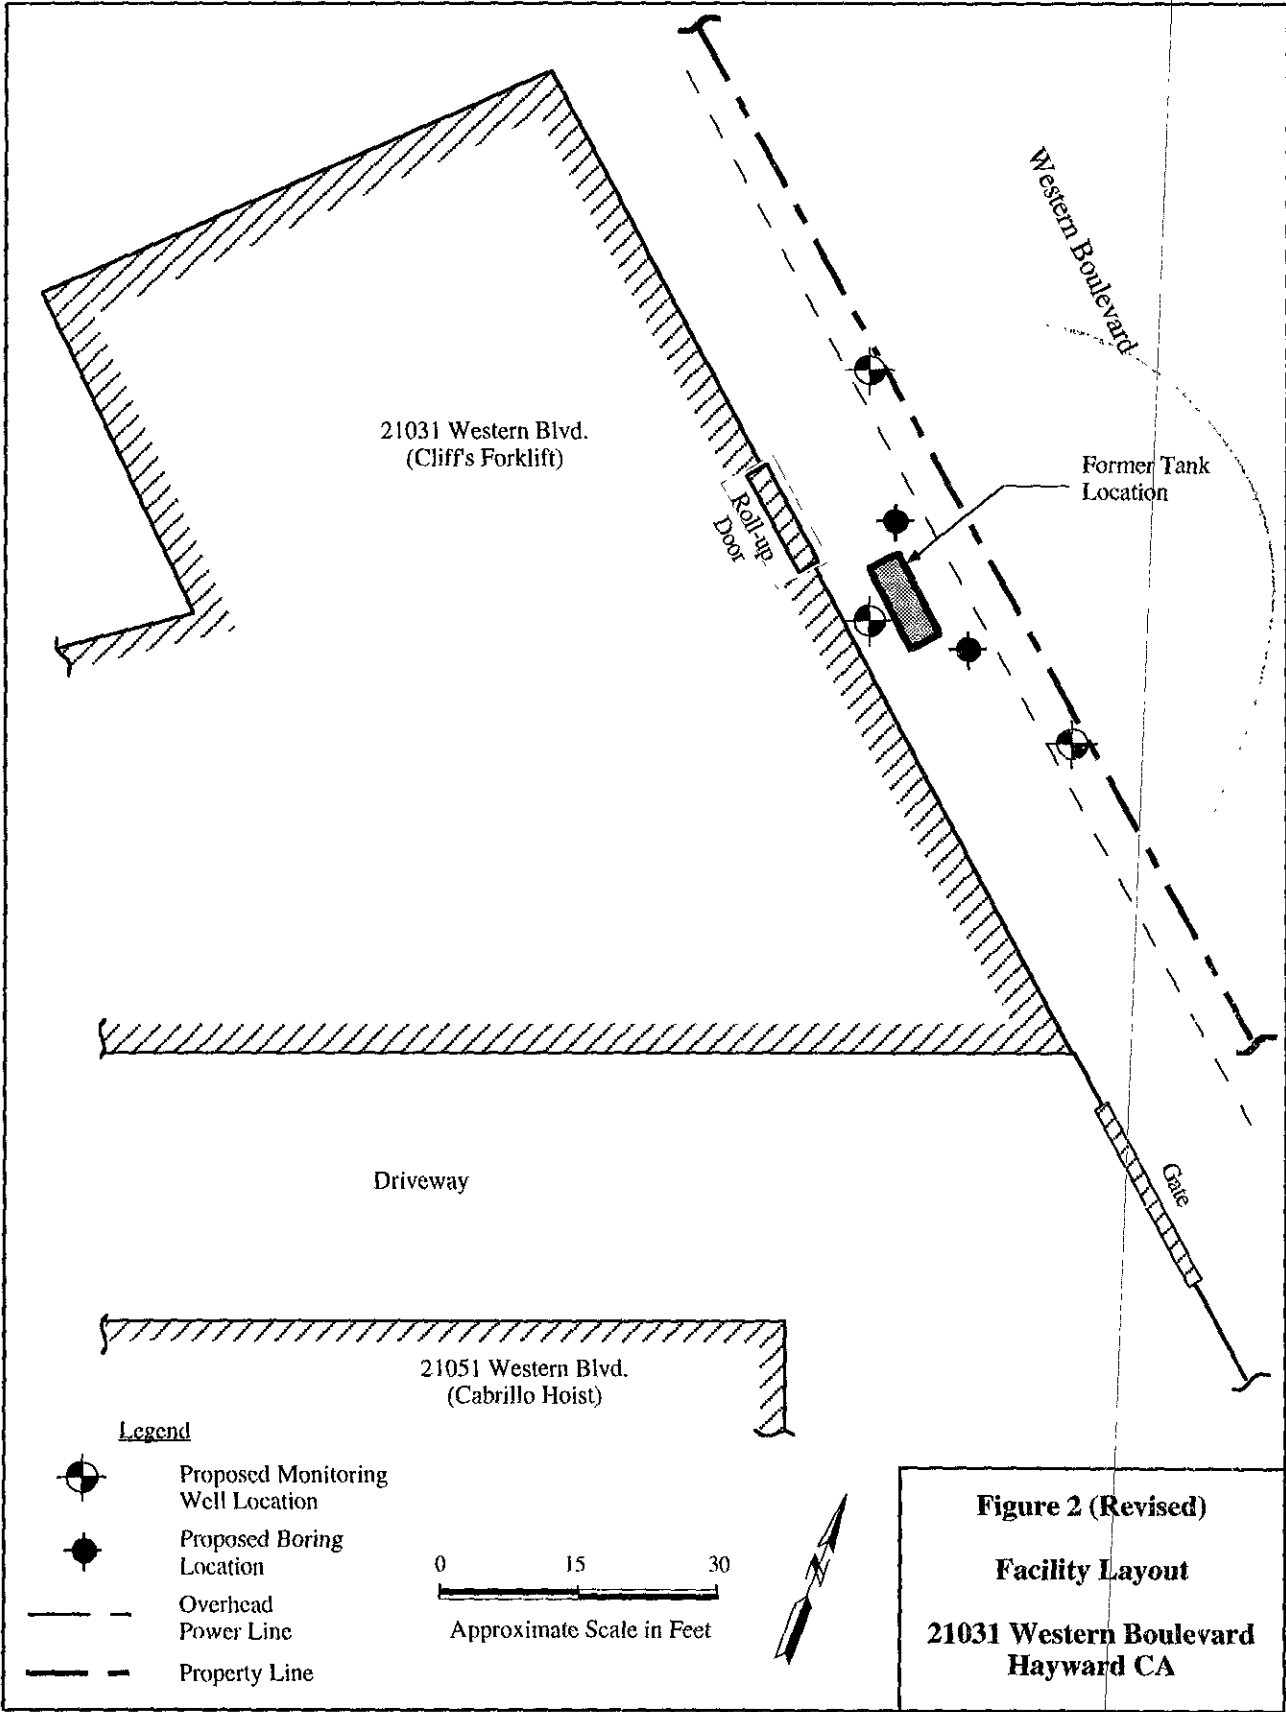 Western Boulevard
21031 Western Blvd.
(Cliff's Forklift)
Former Tank
Location
Roll-up
Door
Gate
Driveway
21051 Western Blvd.
(Cabrillo Hoist)
Legend
Proposed Monitoring
Well Location
Proposed Boring
Location
Overhead
Power Line
Property Line
0 15 30
Approximate Scale in Feet
N
Figure 2 (Revised)
Facility Layout
21031 Western Boulevard
Hayward CA